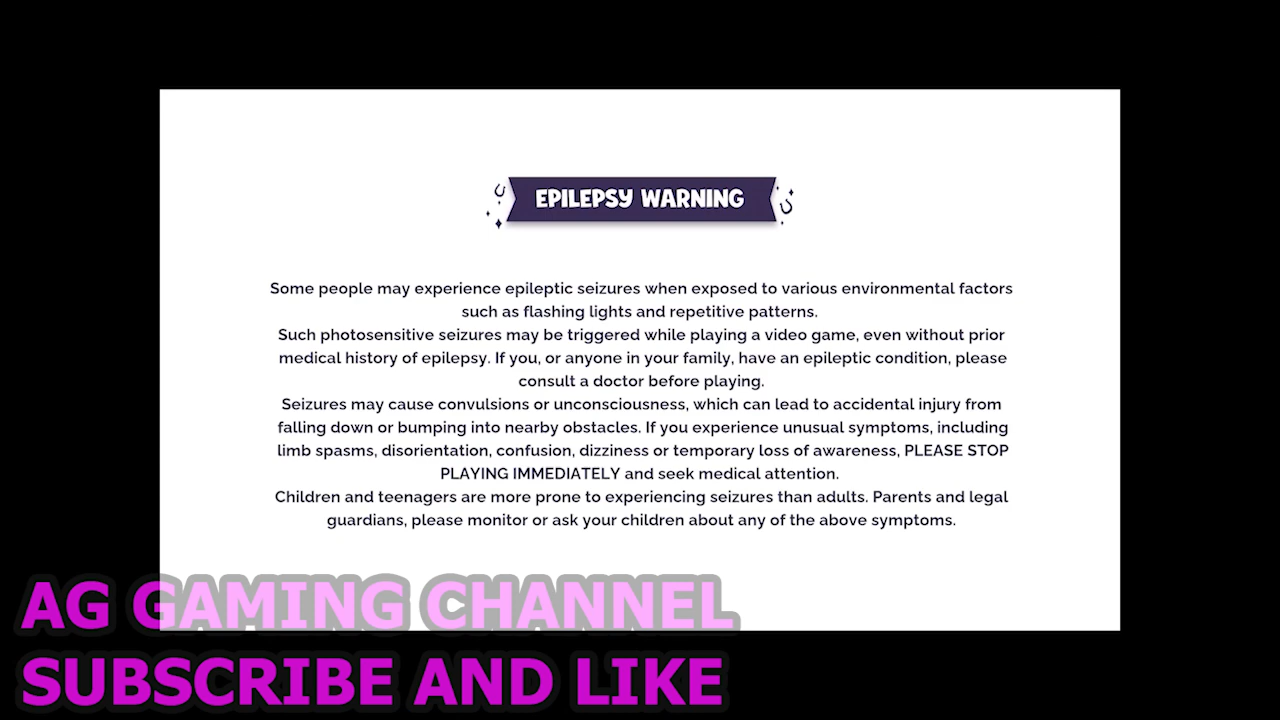 EPILEPSY WARNING
Some people may experience epileptic seizures when exposed to various environmental factors
such as flashing lights and repetitive patterns.
Such photosensitive seizures may be triggered while playing a video game, even without prior
medical history of epilepsy. If you, or anyone in your family, have an epileptic condition, please
consult a doctor before playing.
Seizures may cause convulsions or unconsciousness, which can lead to accidental injury from
falling down or bumping into nearby obstacles. If you experience unusual symptoms, including
limb spasms, disorientation, confusion, dizziness or temporary loss of awareness, PLEASE STOP
PLAYING IMMEDIATELY and seek medical attention.
Children and teenagers are more prone to experiencing seizures than adults. Parents and legal
guardians, please monitor or ask your children about any of the above symptoms.
AG GAMING CHANNEL
SUBSCRIBE AND LIKE